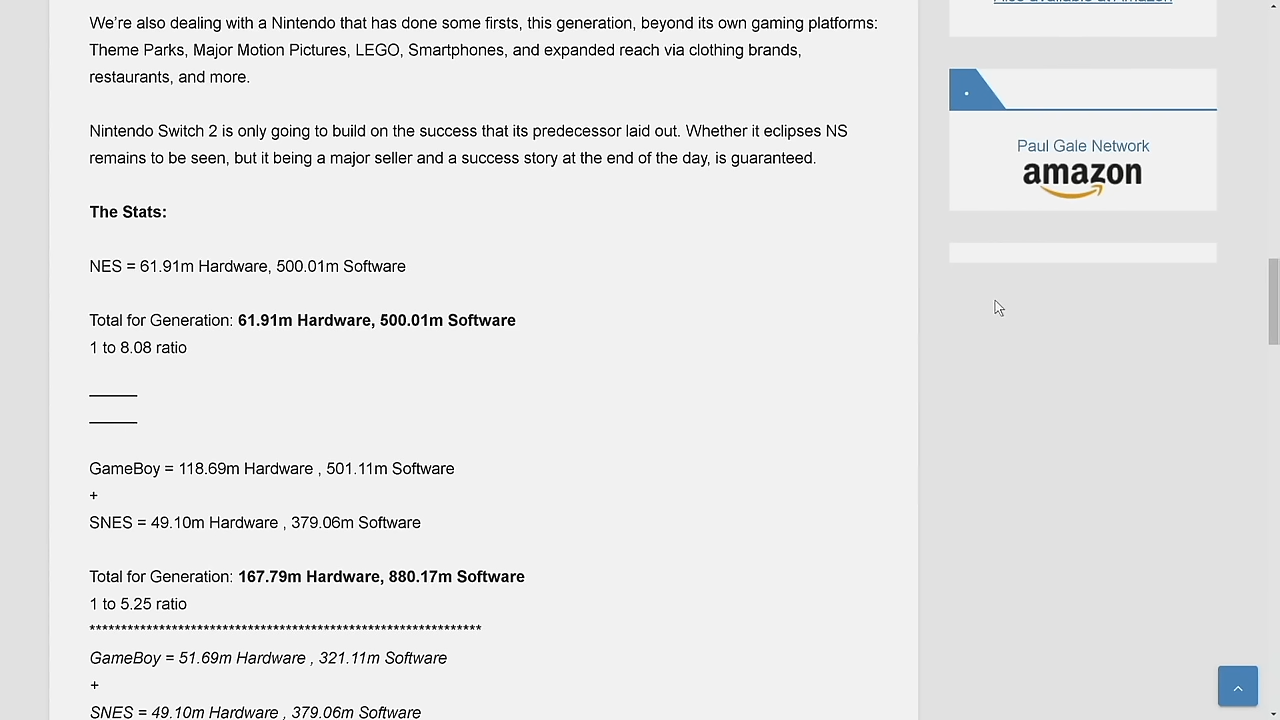 We’re also dealing with a Nintendo that has done some firsts, this generation, beyond its own gaming platforms:
Theme Parks, Major Motion Pictures, LEGO, Smartphones, and expanded reach via clothing brands,
restaurants, and more.
Nintendo Switch 2 is only going to build on the success that its predecessor laid out. Whether it eclipses NS
remains to be seen, but it being a major seller and a success story at the end of the day, is guaranteed.
The Stats:
NES = 61.91m Hardware, 500.01m Software
Total for Generation: 61.91m Hardware, 500.01m Software
1 to 8.08 ratio
______
______
GameBoy = 118.69m Hardware , 501.11m Software
+
SNES = 49.10m Hardware , 379.06m Software
Total for Generation: 167.79m Hardware, 880.17m Software
1 to 5.25 ratio
**************************************************************
GameBoy = 51.69m Hardware , 321.11m Software
+
SNES = 49.10m Hardware , 379.06m Software
Also available at Amazon
.
Paul Gale Network
amazon